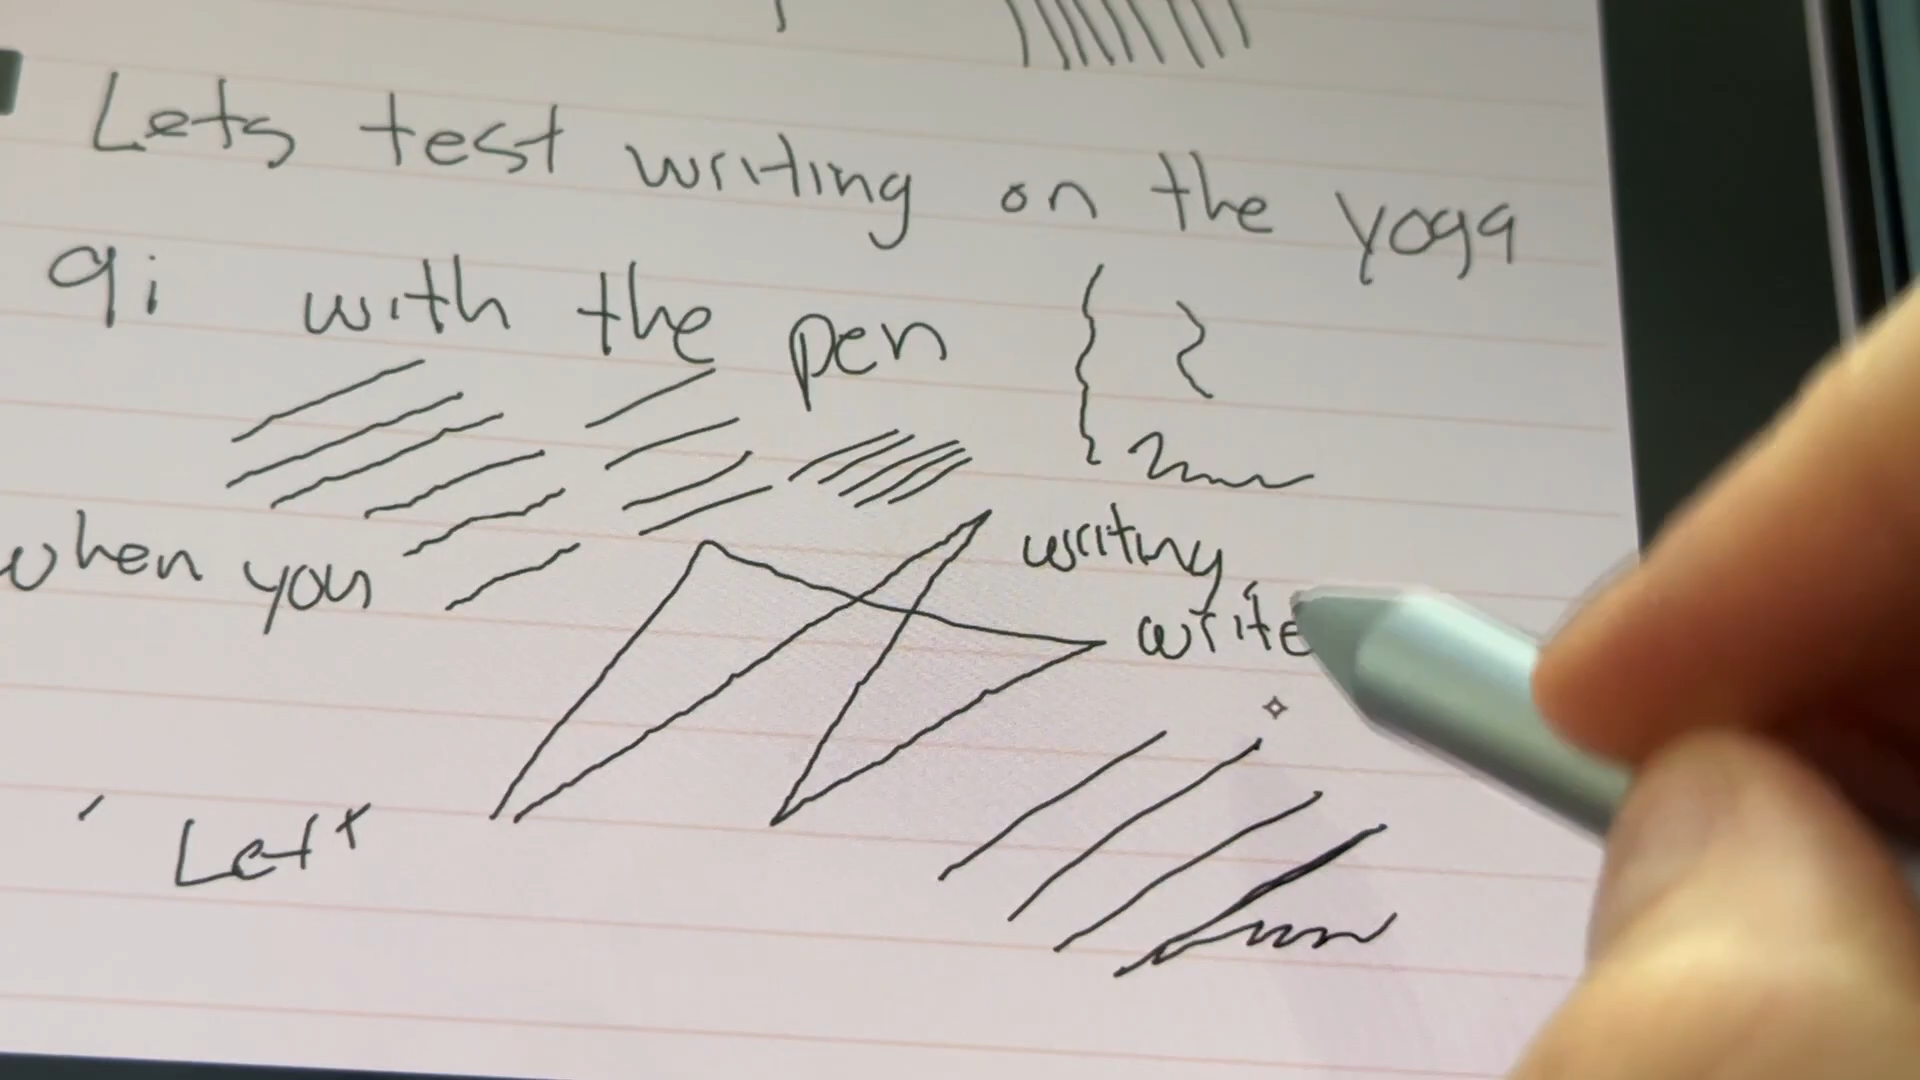 Lets test writing on the yoga
9i with the pen
writing
when you
write
Let